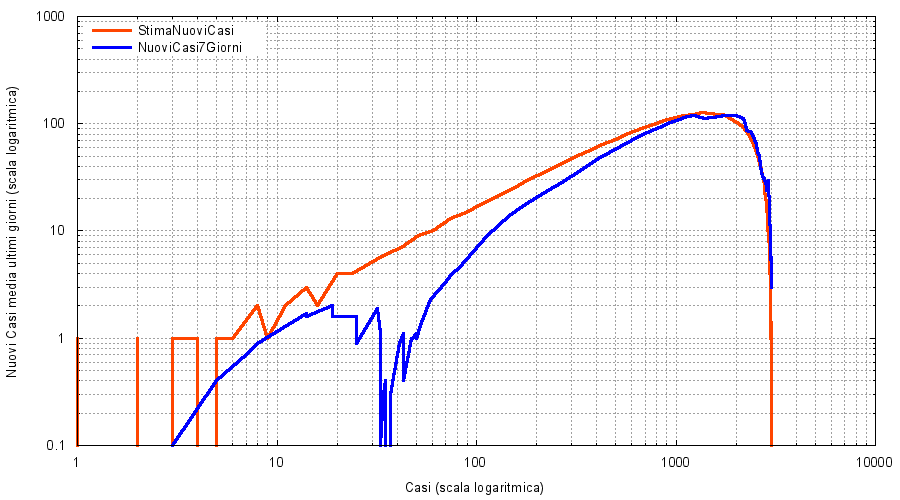 1000
StimaNuoviCasi
NuoviCasi7Giorni
100
10
1
0.1
Nuovi Casi media ultimi giorni (scala logaritmica)
1 10 100 1000 10000
Casi (scala logaritmica)